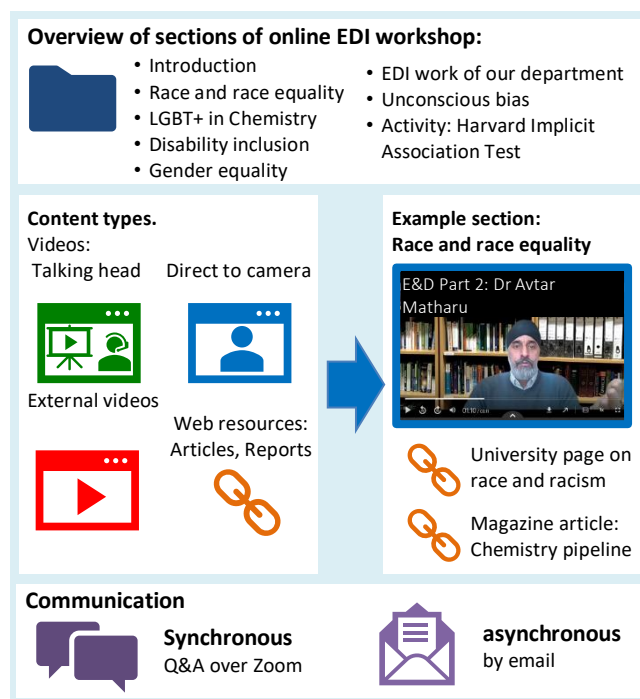 Overview of sections of online EDI workshop:
• Introduction
• Race and race equality
• LGBT+ in Chemistry
• Disability inclusion
• Gender equality
• EDI work of our department
• Unconscious bias
• Activity: Harvard Implicit
Association Test
Content types.
Videos:
Talking head
Direct to camera
External videos
Web resources:
Articles, Reports
Example section:
Race and race equality
E&D Part 2: Dr Avtar
Matharu
University page on
race and racism
Magazine article:
Chemistry pipeline
Communication
Synchronous
Q&A over Zoom
asynchronous
by email